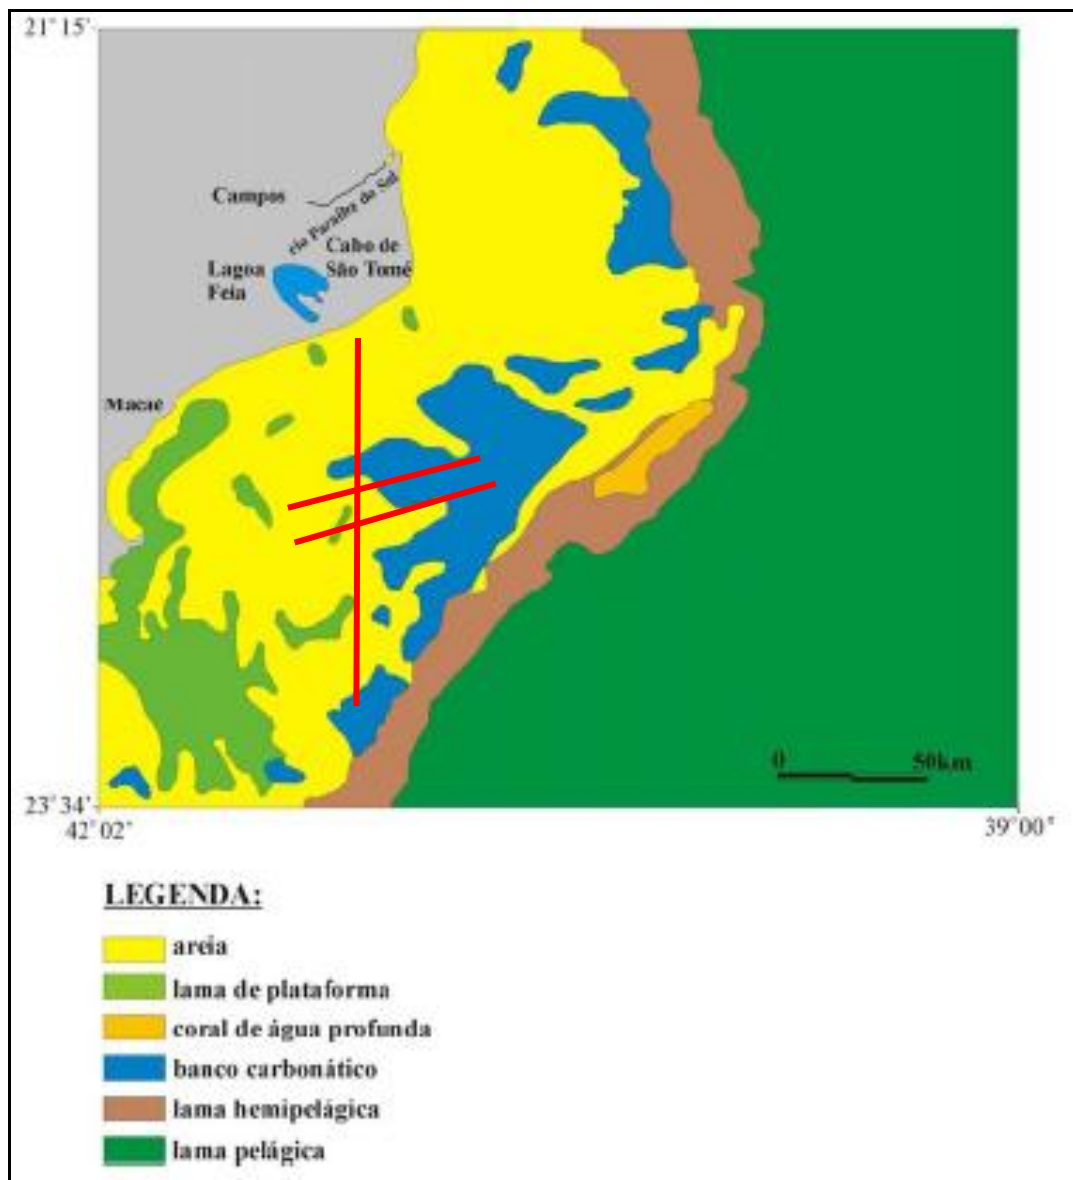 21°15'
Campos
rio Paraíba do Sul
Cabo de
São Tomé
Lagoa
Feia
Macaé
0 50km
23°34'
42°02'
39°00'
LEGENDA:
areia
lama de plataforma
coral de água profunda
banco carbonático
lama hemipelágica
lama pelágica